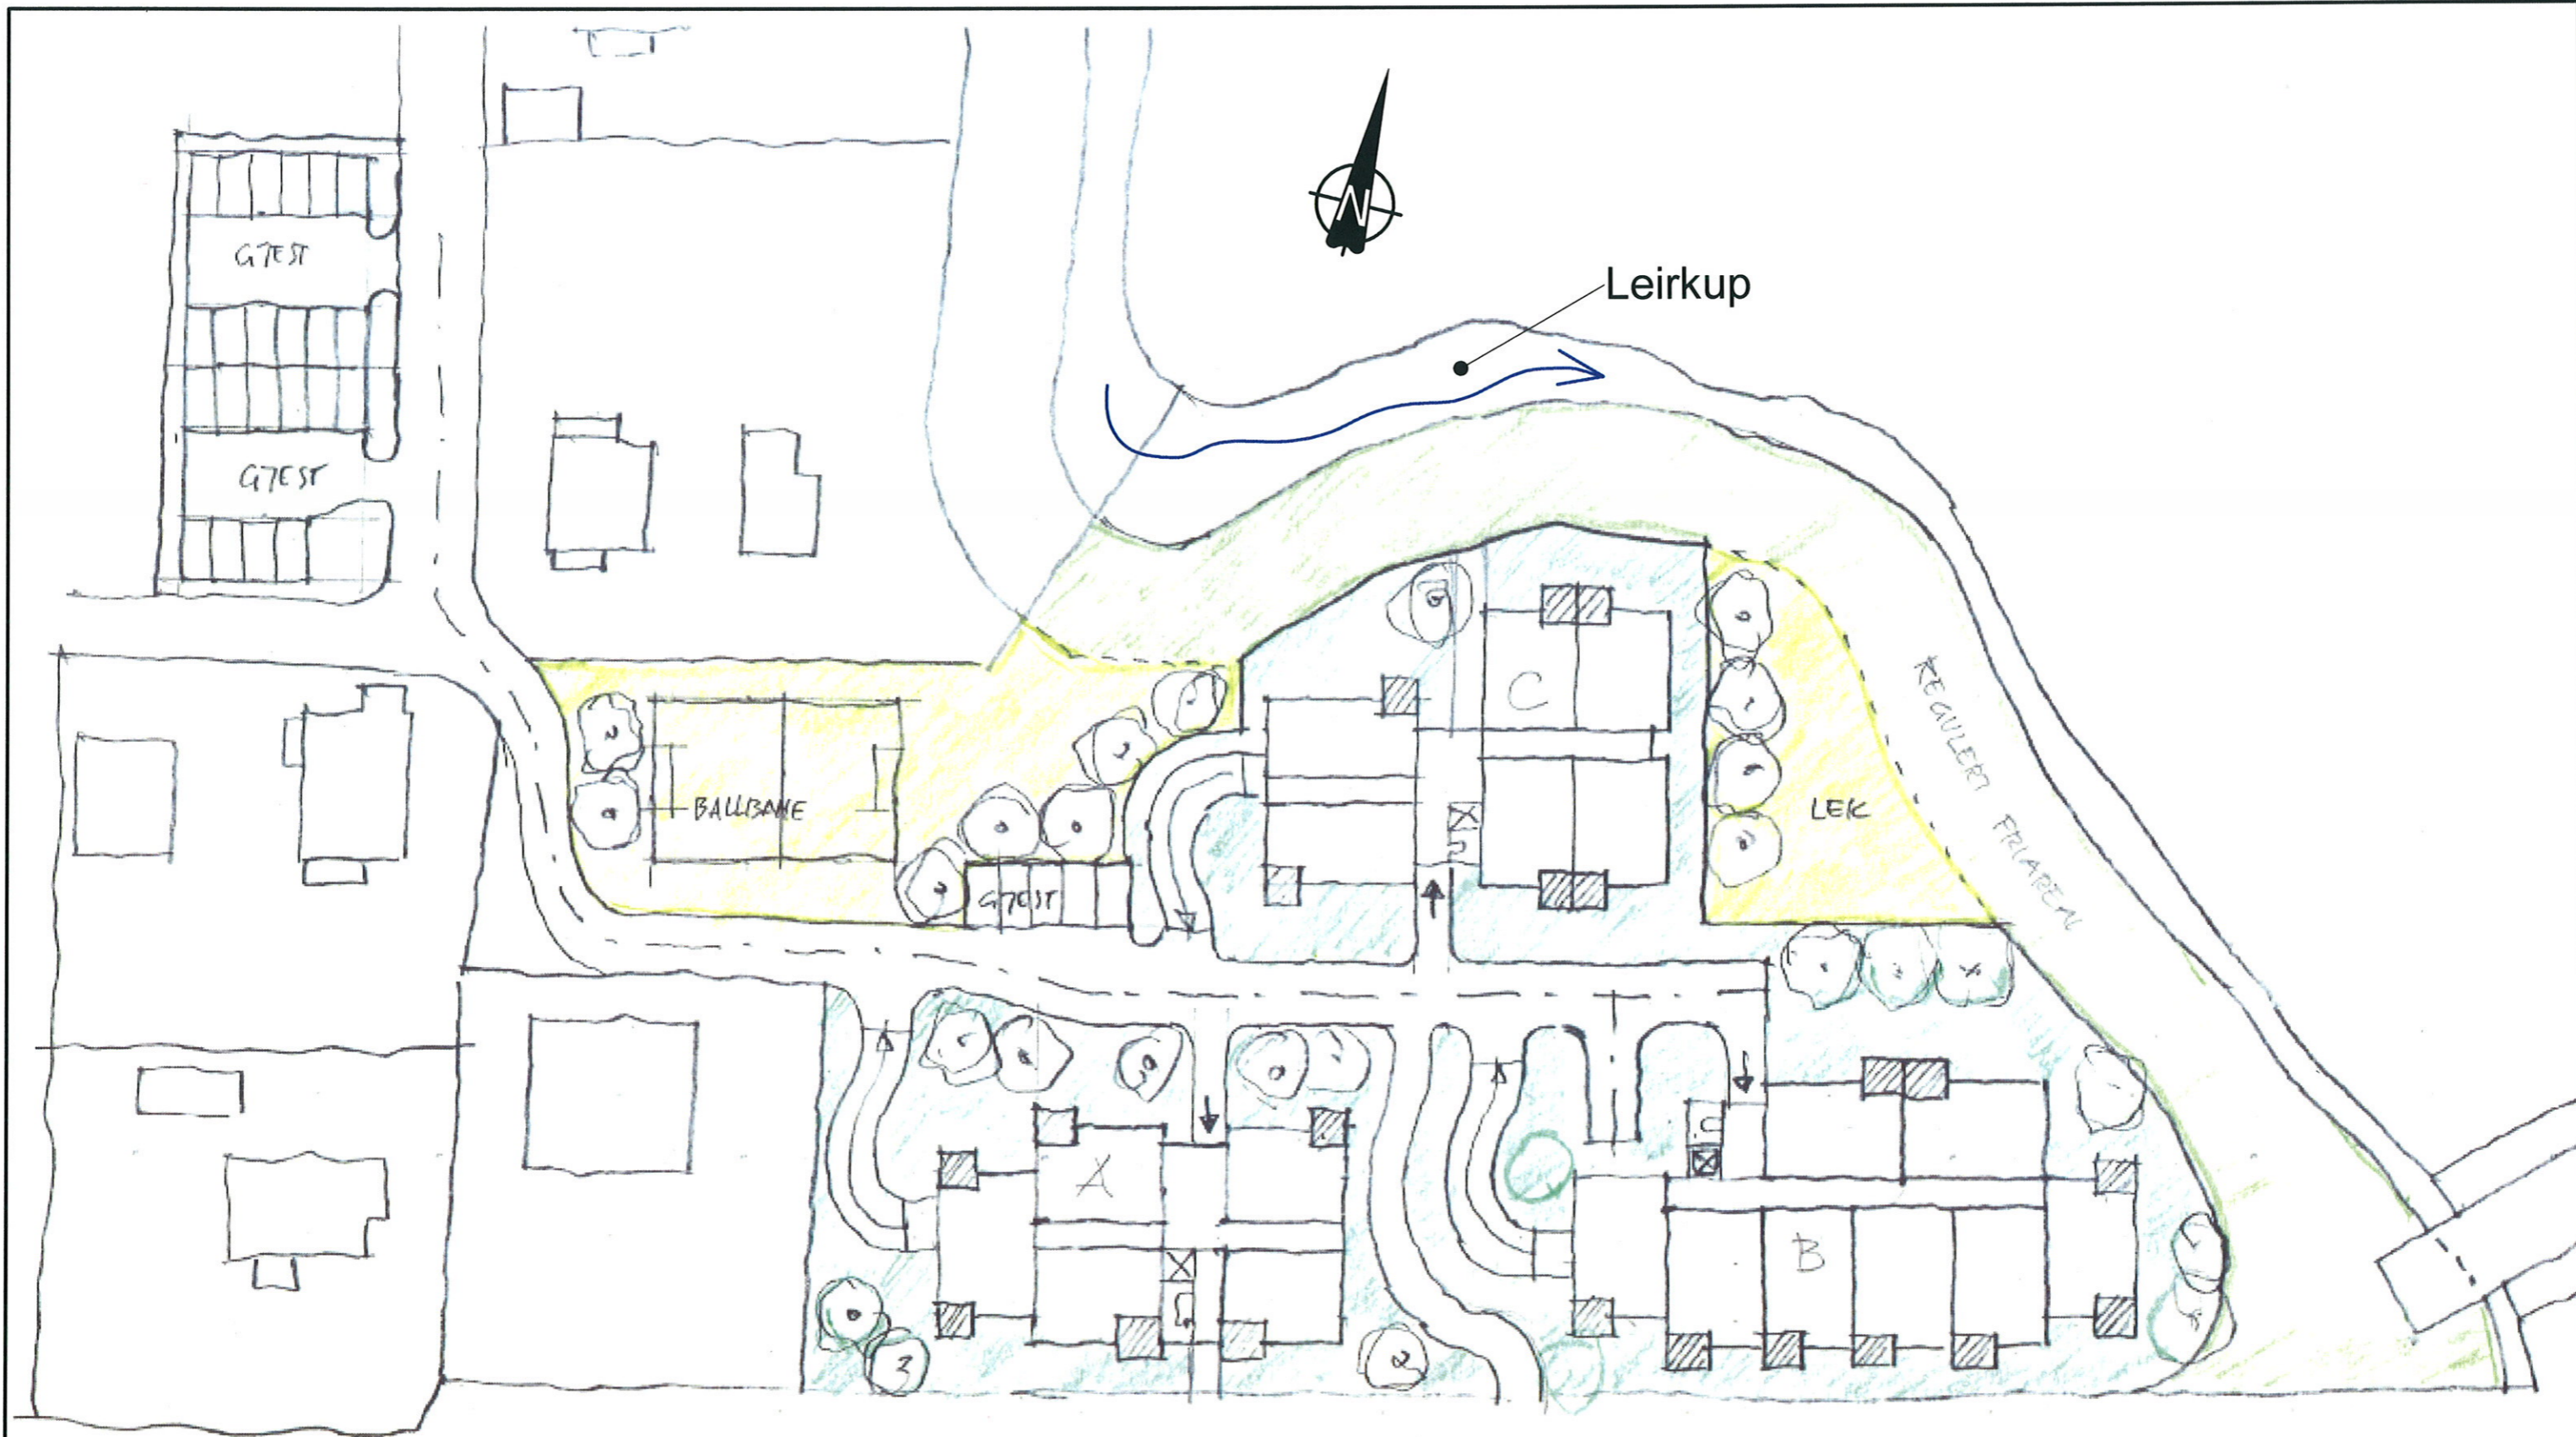 N
Leirkup
GJEST
GJEST
C
REGULERT FRIAREAL
BALLBANE
LEK
GJEST
A
B